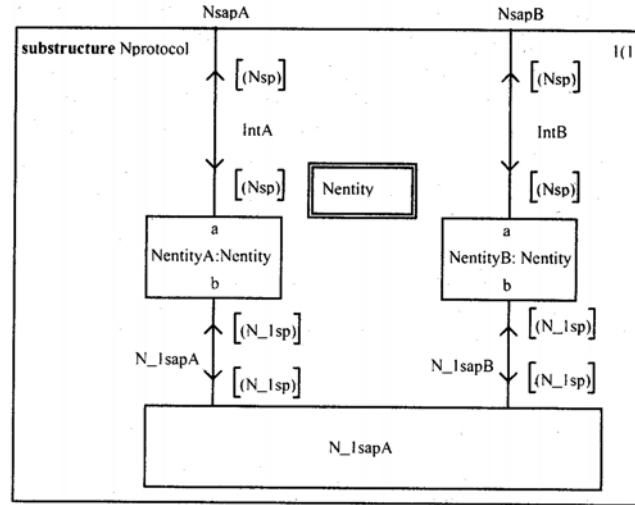 NsapA NsapB
substructure Nprotocol 1(1
[(Nsp)] [(Nsp)]
IntA IntB
[(Nsp)] Nentity [(Nsp)]
a a
NentityA:Nentity NentityB: Nentity
b b
[(N_1sp)] [(N_1sp)]
N_1sapA N_1sapB
[(N_1sp)] [(N_1sp)]
N_1sapA